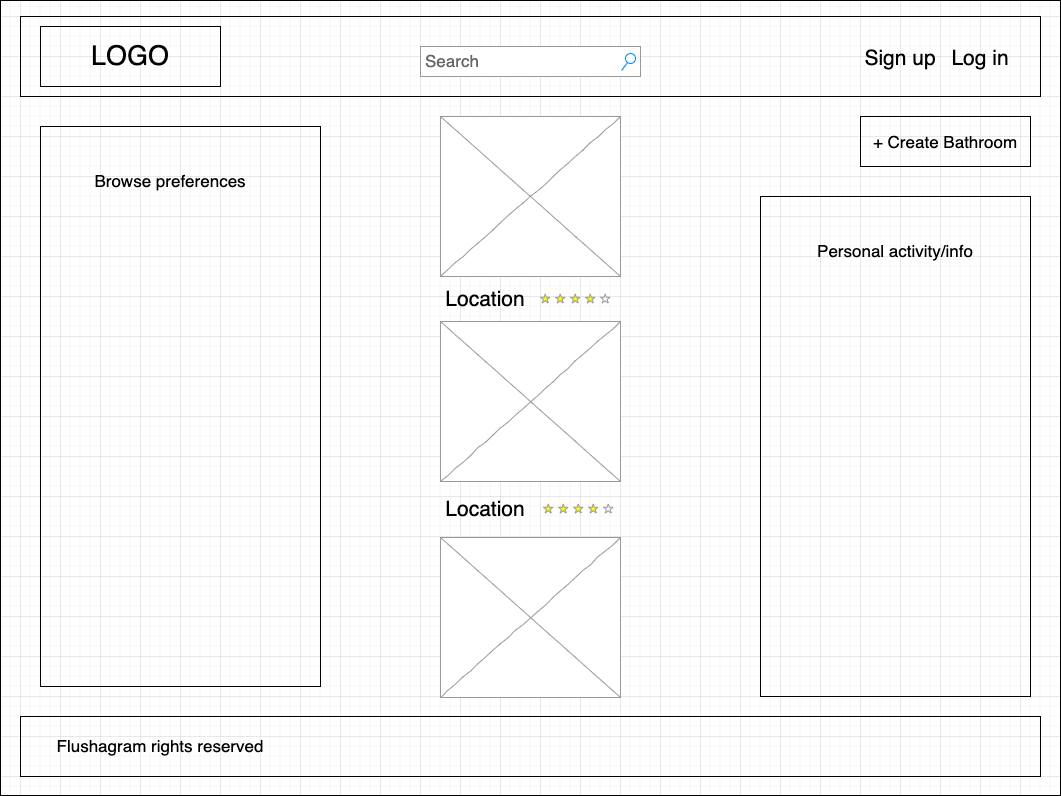 LOGO
Search
Sign up
Log in
+ Create Bathroom
Browse preferences
Personal activity/info
Location
Location
Flushagram rights reserved